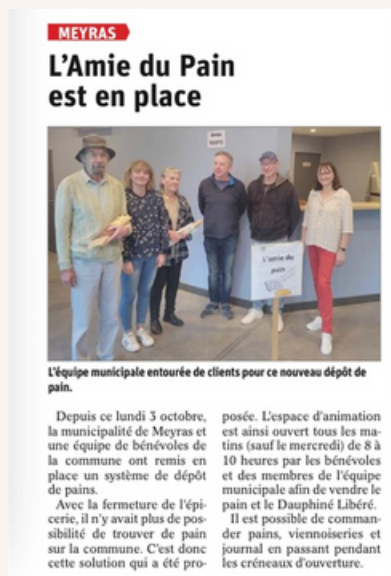 MEYRAS
L'Amie du Pain
est en place
L'amie du
pain
L'équipe municipale entourée de clients pour ce nouveau dépôt de
pain.
Depuis ce lundi 3 octobre,
la municipalité de Meyras et
une équipe de bénévoles de
la commune ont remis en
place un système de dépôt
de pains.
Avec la fermeture de l'épi-
cerie, il n'y avait plus de pos-
sibilité de trouver de pain
sur la commune. C'est donc
cette solution qui a été pro-
posée. L'espace d'animation
est ainsi ouvert tous les ma-
tins (sauf le mercredi) de 8 à
10 heures par les bénévoles
et des membres de l'équipe
municipale afin de vendre le
pain et le Dauphiné Libéré.
Il est possible de comman-
der pains, viennoiseries et
journal en passant pendant
les créneaux d'ouverture.